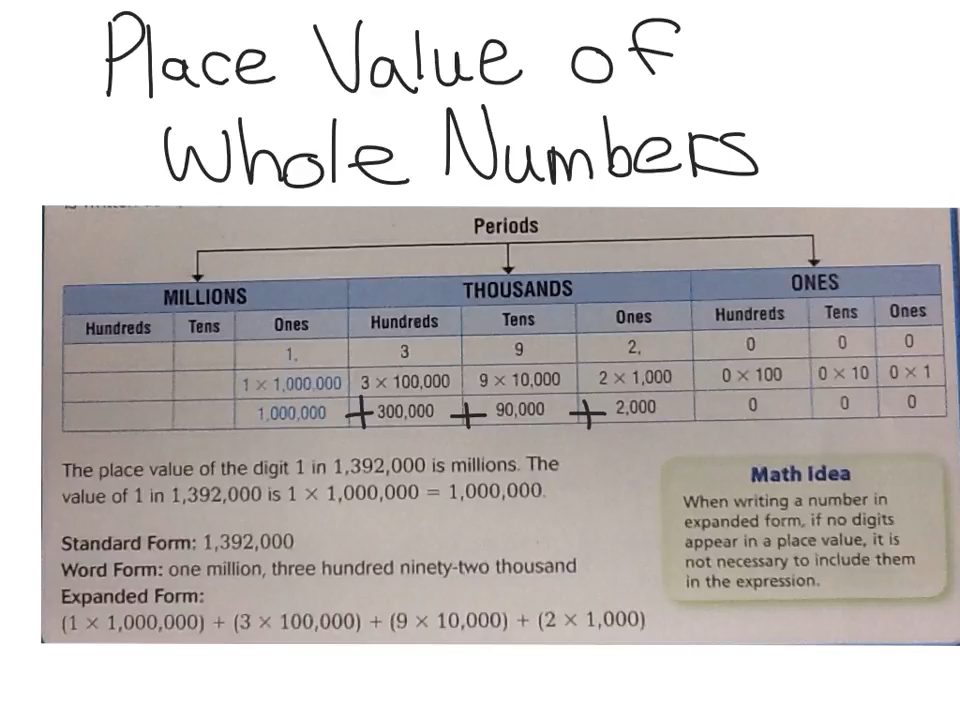 Place Value of
Whole Numbers
Periods
MILLIONS THOUSANDS ONES
Hundreds Tens Ones Hundreds Tens Ones Hundreds Tens Ones
1, 3 9 2, 0 0 0
1 × 1,000,000 3 × 100,000 9 × 10,000 2 × 1,000 0 × 100 0 × 10 0 × 1
1,000,000 + 300,000 + 90,000 + 2,000 0 0 0
The place value of the digit 1 in 1,392,000 is millions. The
value of 1 in 1,392,000 is 1 × 1,000,000 = 1,000,000.
Standard Form: 1,392,000
Word Form: one million, three hundred ninety-two thousand
Expanded Form:
(1 × 1,000,000) + (3 × 100,000) + (9 × 10,000) + (2 × 1,000)
Math Idea
When writing a number in
expanded form, if no digits
appear in a place value, it is
not necessary to include them
in the expression.